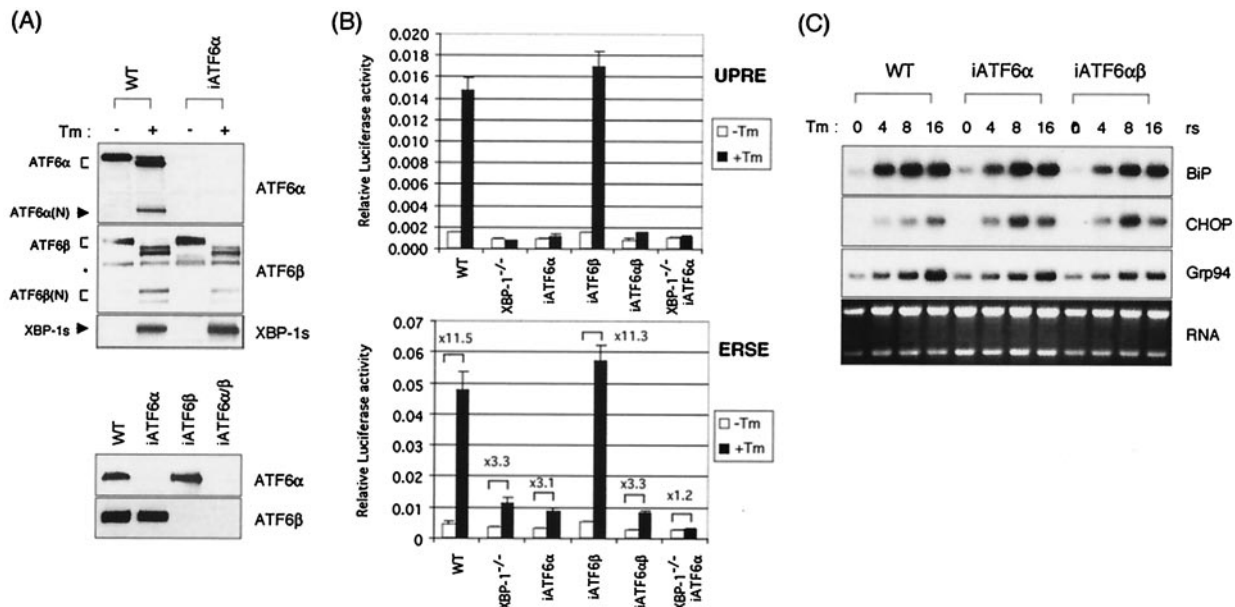 (A)
WT
iATF6α
Tm : - + - +
ATF6α
ATF6α
ATF6α(N)
ATF6β
ATF6β
*
ATF6β(N)
XBP-1s
XBP-1s
WT
iATF6α
iATF6β
iATF6α/β
ATF6α
ATF6β
(B)
Relative Luciferase activity
0.020
0.018
0.016
0.014
0.012
0.010
0.008
0.006
0.004
0.002
0.000
UPRE
-Tm
+Tm
WT
XBP-1-/-
iATF6α
iATF6β
iATF6αβ
XBP-1-/-
iATF6α
Relative Luciferase activity
0.07
0.06
0.05
0.04
0.03
0.02
0.01
0
x11.5
x3.3
x3.1
x11.3
x3.3
x1.2
ERSE
-Tm
+Tm
WT
XBP-1-/-
iATF6α
iATF6β
iATF6αβ
XBP-1-/-
iATF6α
(C)
WT iATF6α iATF6αβ
Tm : 0 4 8 16 0 4 8 16 0 4 8 16 rs
BiP
CHOP
Grp94
RNA